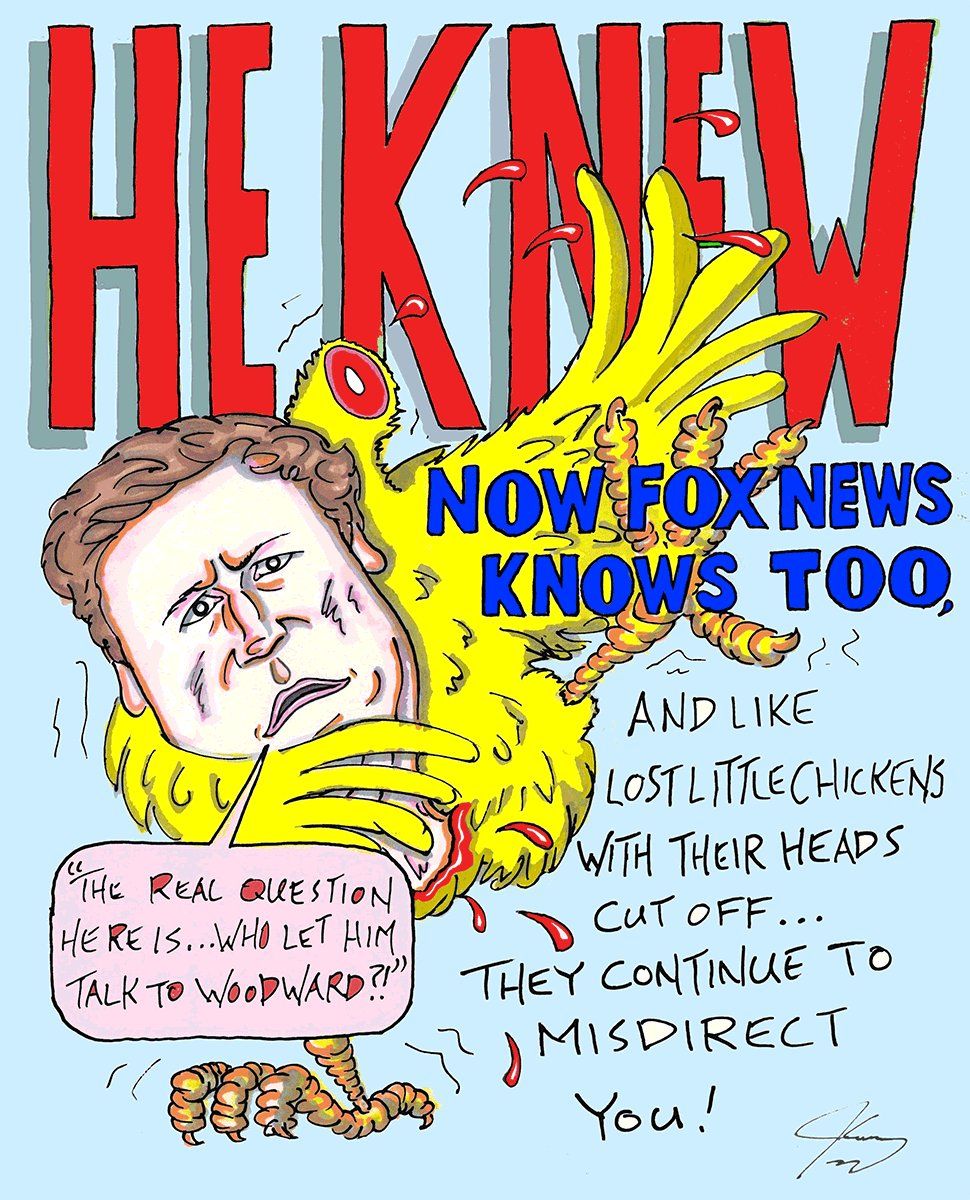 HE KNEW
NOW FOX NEWS
KNOWS TOO,
AND LIKE
LOST LITTLE CHICKENS
WITH THEIR HEADS
CUT OFF...
THEY CONTINUE TO
MISDIRECT
YOU!
"THE REAL QUESTION
HERE IS...WHO LET HIM
TALK TO WOODWARD?!"